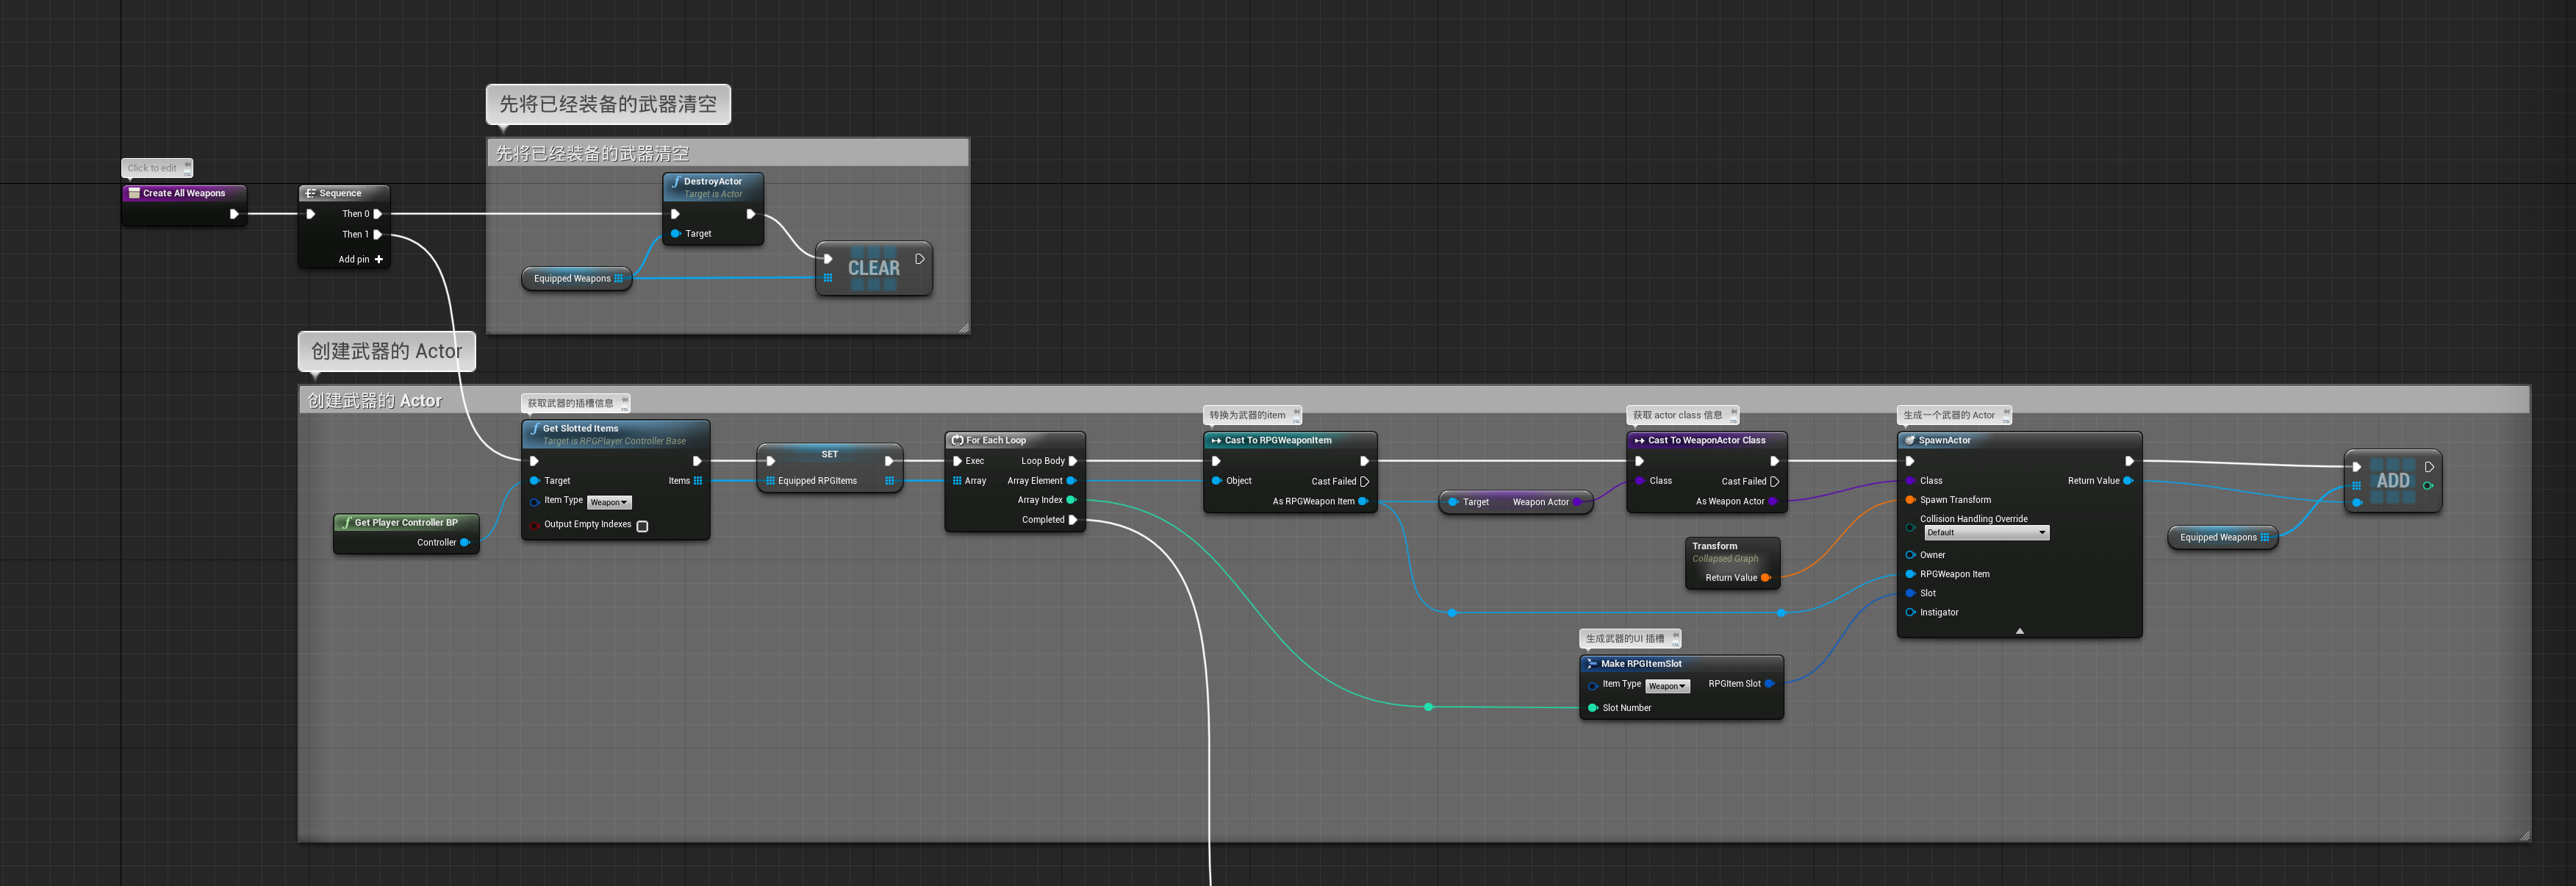 先将已经装备的武器清空
先将已经装备的武器清空
Click to edit
Create All Weapons
Sequence
Then 0
Then 1
Add pin
DestroyActor
Target is Actor
Target
Equipped Weapons
CLEAR
创建武器的 Actor
创建武器的 Actor
获取武器的插槽信息
Get Slotted Items
Target is RPGPlayer Controller Base
Target
Items
Item Type
Weapon
Output Empty Indexes
Get Player Controller BP
Controller
SET
Equipped RPGItems
For Each Loop
Exec
Loop Body
Array
Array Element
Array Index
Completed
转换为武器的item
Cast To RPGWeaponItem
Object
Cast Failed
As RPGWeapon Item
Target
Weapon Actor
获取 actor class 信息
Cast To WeaponActor Class
Class
Cast Failed
As Weapon Actor
Transform
Collapsed Graph
Return Value
生成武器的UI 插槽
Make RPGItemSlot
Item Type
Weapon
RPGItem Slot
Slot Number
生成一个武器的 Actor
SpawnActor
Class
Return Value
Spawn Transform
Collision Handling Override
Default
Owner
RPGWeapon Item
Slot
Instigator
Equipped Weapons
ADD